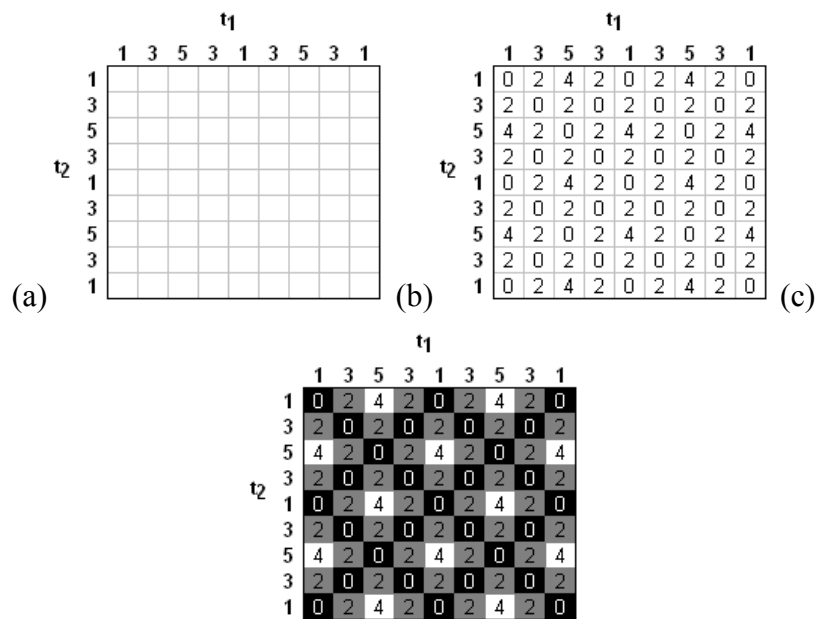 t1 t1
1 3 5 3 1 3 5 3 1 1 3 5 3 1 3 5 3 1
1 1 0 2 4 2 0 2 4 2 0
3 3 2 0 2 0 2 0 2 0 2
5 5 4 2 0 2 4 2 0 2 4
t2 3 t2 3 2 0 2 0 2 0 2 0 2
1 1 0 2 4 2 0 2 4 2 0
3 3 2 0 2 0 2 0 2 0 2
5 5 4 2 0 2 4 2 0 2 4
3 3 2 0 2 0 2 0 2 0 2
(a) 1 (b) 1 0 2 4 2 0 2 4 2 0 (c)
t1
1 3 5 3 1 3 5 3 1
1 0 2 4 2 0 2 4 2 0
3 2 0 2 0 2 0 2 0 2
5 4 2 0 2 4 2 0 2 4
3 2 0 2 0 2 0 2 0 2
t2 1 0 2 4 2 0 2 4 2 0
3 2 0 2 0 2 0 2 0 2
5 4 2 0 2 4 2 0 2 4
3 2 0 2 0 2 0 2 0 2
1 0 2 4 2 0 2 4 2 0